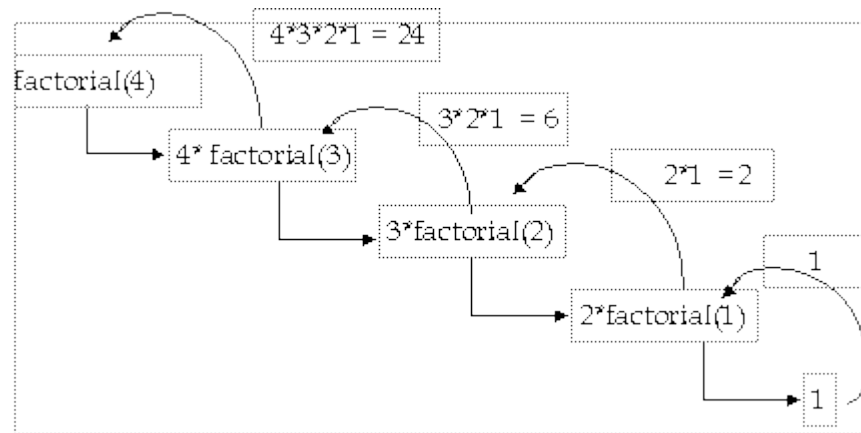 4*3*2*1 = 24
factorial(4)
3*2*1 = 6
4* factorial(3)
2*1 = 2
3*factorial(2)
1
2*factorial(1)
1